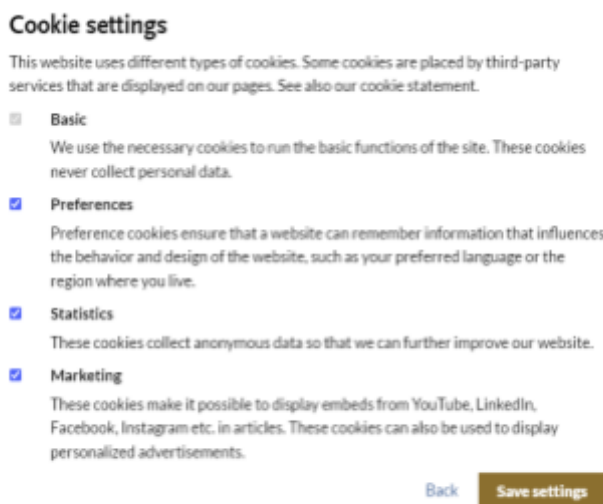 Cookie settings
This website uses different types of cookies. Some cookies are placed by third-party
services that are displayed on our pages. See also our cookie statement.
Basic
We use the necessary cookies to run the basic functions of the site. These cookies
never collect personal data.
Preferences
Preference cookies ensure that a website can remember information that influences
the behavior and design of the website, such as your preferred language or the
region where you live.
Statistics
These cookies collect anonymous data so that we can further improve our website.
Marketing
These cookies make it possible to display embeds from YouTube, LinkedIn,
Facebook, Instagram etc. in articles. These cookies can also be used to display
personalized advertisements.
Back Save settings